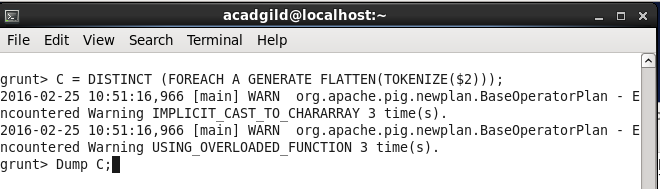 acadgild@localhost:~
File Edit View Search Terminal Help
grunt> C = DISTINCT (FOREACH A GENERATE FLATTEN(TOKENIZE($2)));
2016-02-25 10:51:16,966 [main] WARN  org.apache.pig.newplan.BaseOperatorPlan - E
ncountered Warning IMPLICIT_CAST_TO_CHARARRAY 3 time(s).
2016-02-25 10:51:16,966 [main] WARN  org.apache.pig.newplan.BaseOperatorPlan - E
ncountered Warning USING_OVERLOADED_FUNCTION 3 time(s).
grunt> Dump C;